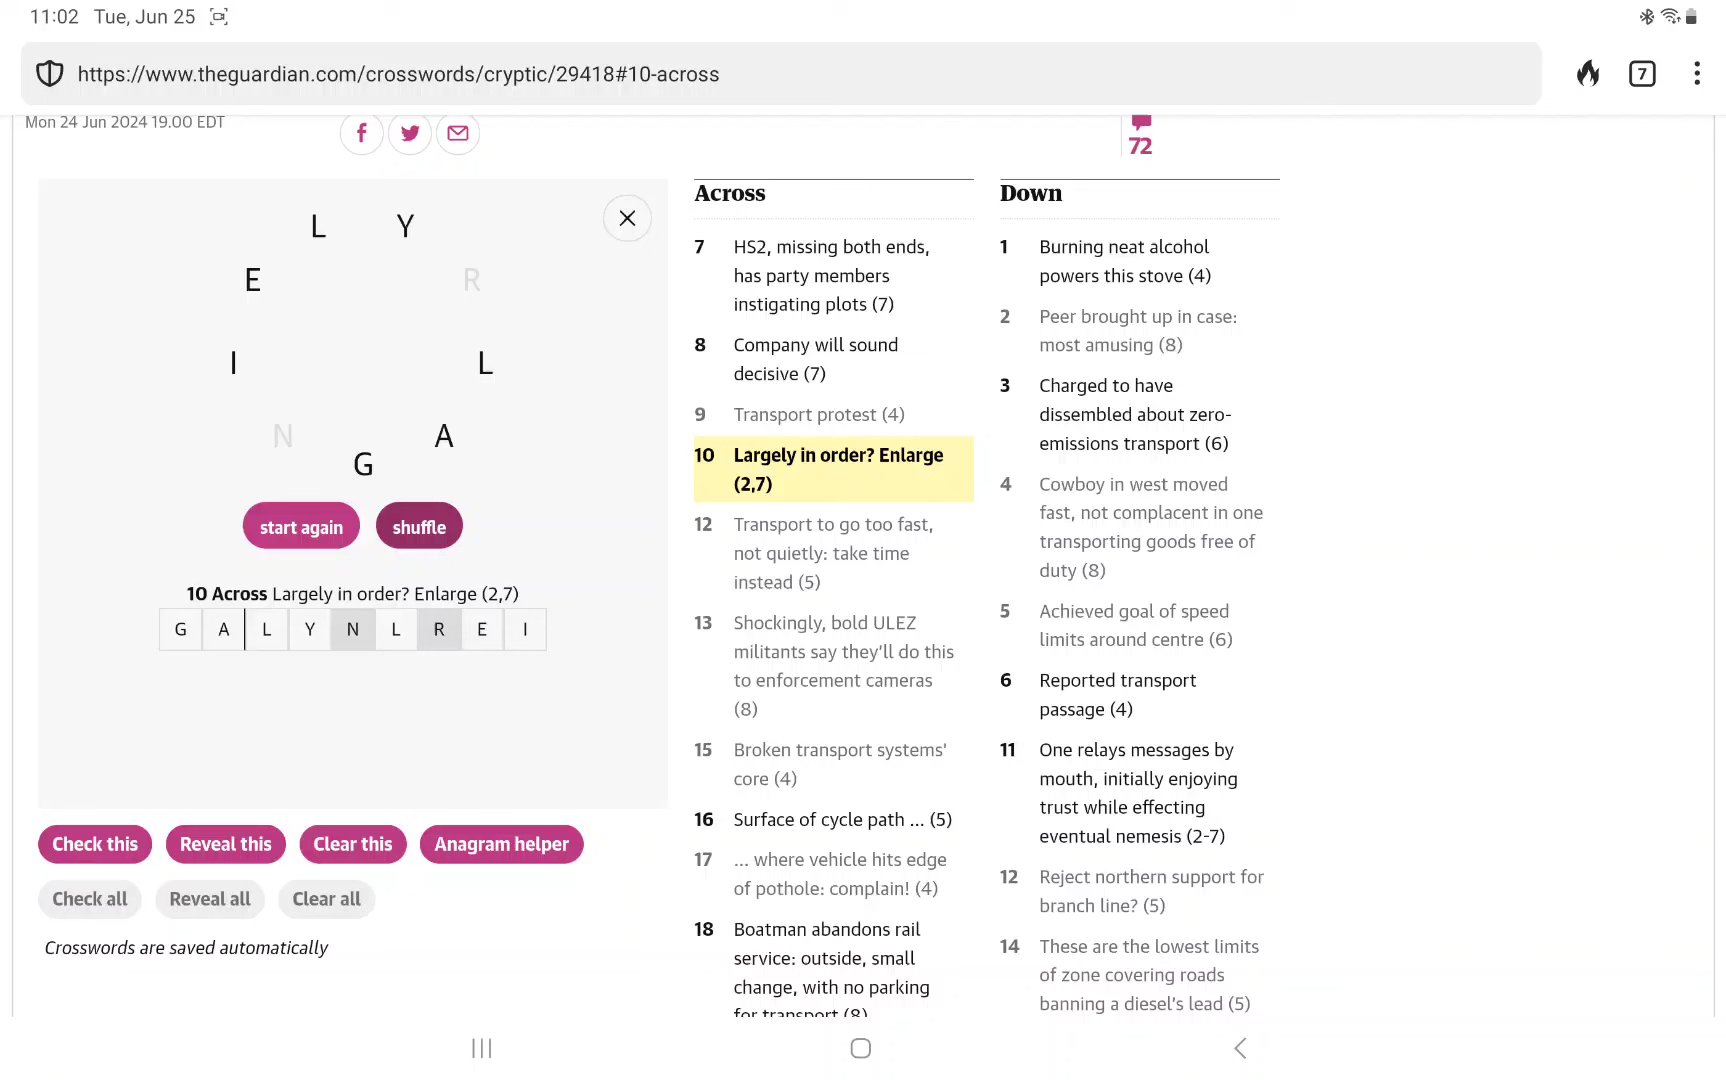 11:02 Tue, Jun 25
https://www.theguardian.com/crosswords/cryptic/29418#10-across
7
Mon 24 Jun 2024 19.00 EDT
72
L Y
E R
I L
N A
G
start again shuffle
10 Across Largely in order? Enlarge (2,7)
G A L Y N L R E I
Check this Reveal this Clear this Anagram helper
Check all Reveal all Clear all
Crosswords are saved automatically
Across
7 HS2, missing both ends,
has party members
instigating plots (7)
8 Company will sound
decisive (7)
9 Transport protest (4)
10 Largely in order? Enlarge
(2,7)
12 Transport to go too fast,
not quietly: take time
instead (5)
13 Shockingly, bold ULEZ
militants say they'll do this
to enforcement cameras
(8)
15 Broken transport systems'
core (4)
16 Surface of cycle path ... (5)
17 ... where vehicle hits edge
of pothole: complain! (4)
18 Boatman abandons rail
service: outside, small
change, with no parking
for transport (8)
Down
1 Burning neat alcohol
powers this stove (4)
2 Peer brought up in case:
most amusing (8)
3 Charged to have
dissembled about zero-
emissions transport (6)
4 Cowboy in west moved
fast, not complacent in one
transporting goods free of
duty (8)
5 Achieved goal of speed
limits around centre (6)
6 Reported transport
passage (4)
11 One relays messages by
mouth, initially enjoying
trust while effecting
eventual nemesis (2-7)
12 Reject northern support for
branch line? (5)
14 These are the lowest limits
of zone covering roads
banning a diesel's lead (5)